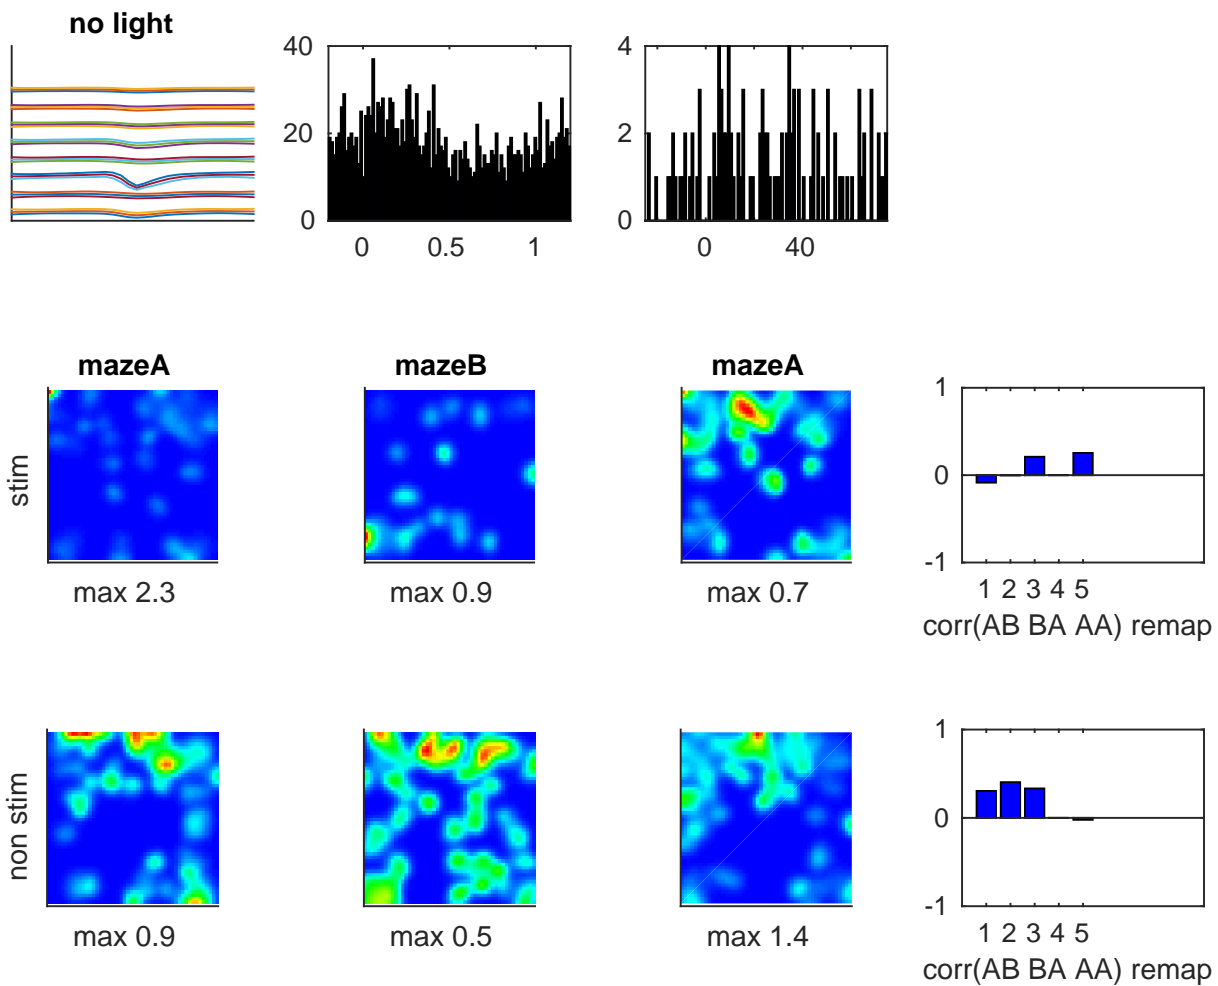 no light
40
20
0
0 0.5 1
4
2
0
0 40
mazeA mazeB mazeA
stim
max 2.3 max 0.9 max 0.7
1
0
-1
1 2 3 4 5
corr(AB BA AA) remap
non stim
max 0.9 max 0.5 max 1.4
1
0
-1
1 2 3 4 5
corr(AB BA AA) remap